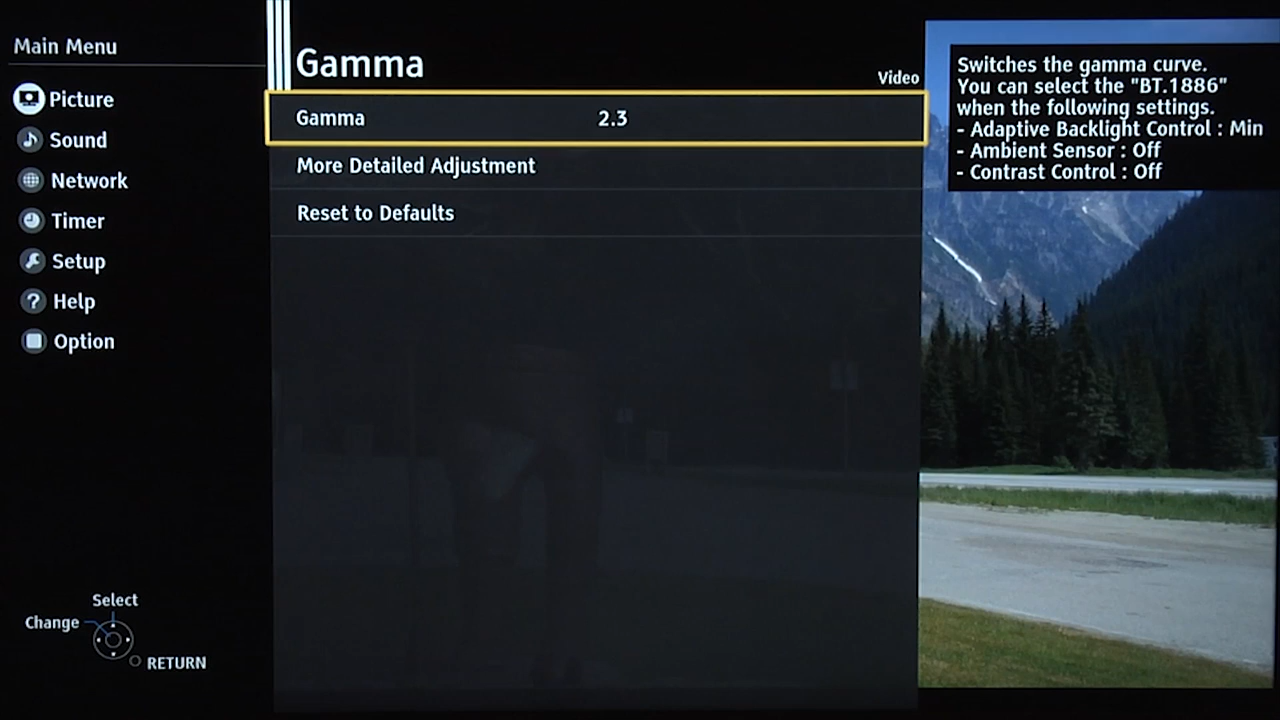 Main Menu
Picture
Sound
Network
Timer
Setup
Help
Option
Select
Change
RETURN
Gamma
Video
Gamma 2.3
More Detailed Adjustment
Reset to Defaults
Switches the gamma curve.
You can select the "BT.1886"
when the following settings.
- Adaptive Backlight Control : Min
- Ambient Sensor : Off
- Contrast Control : Off